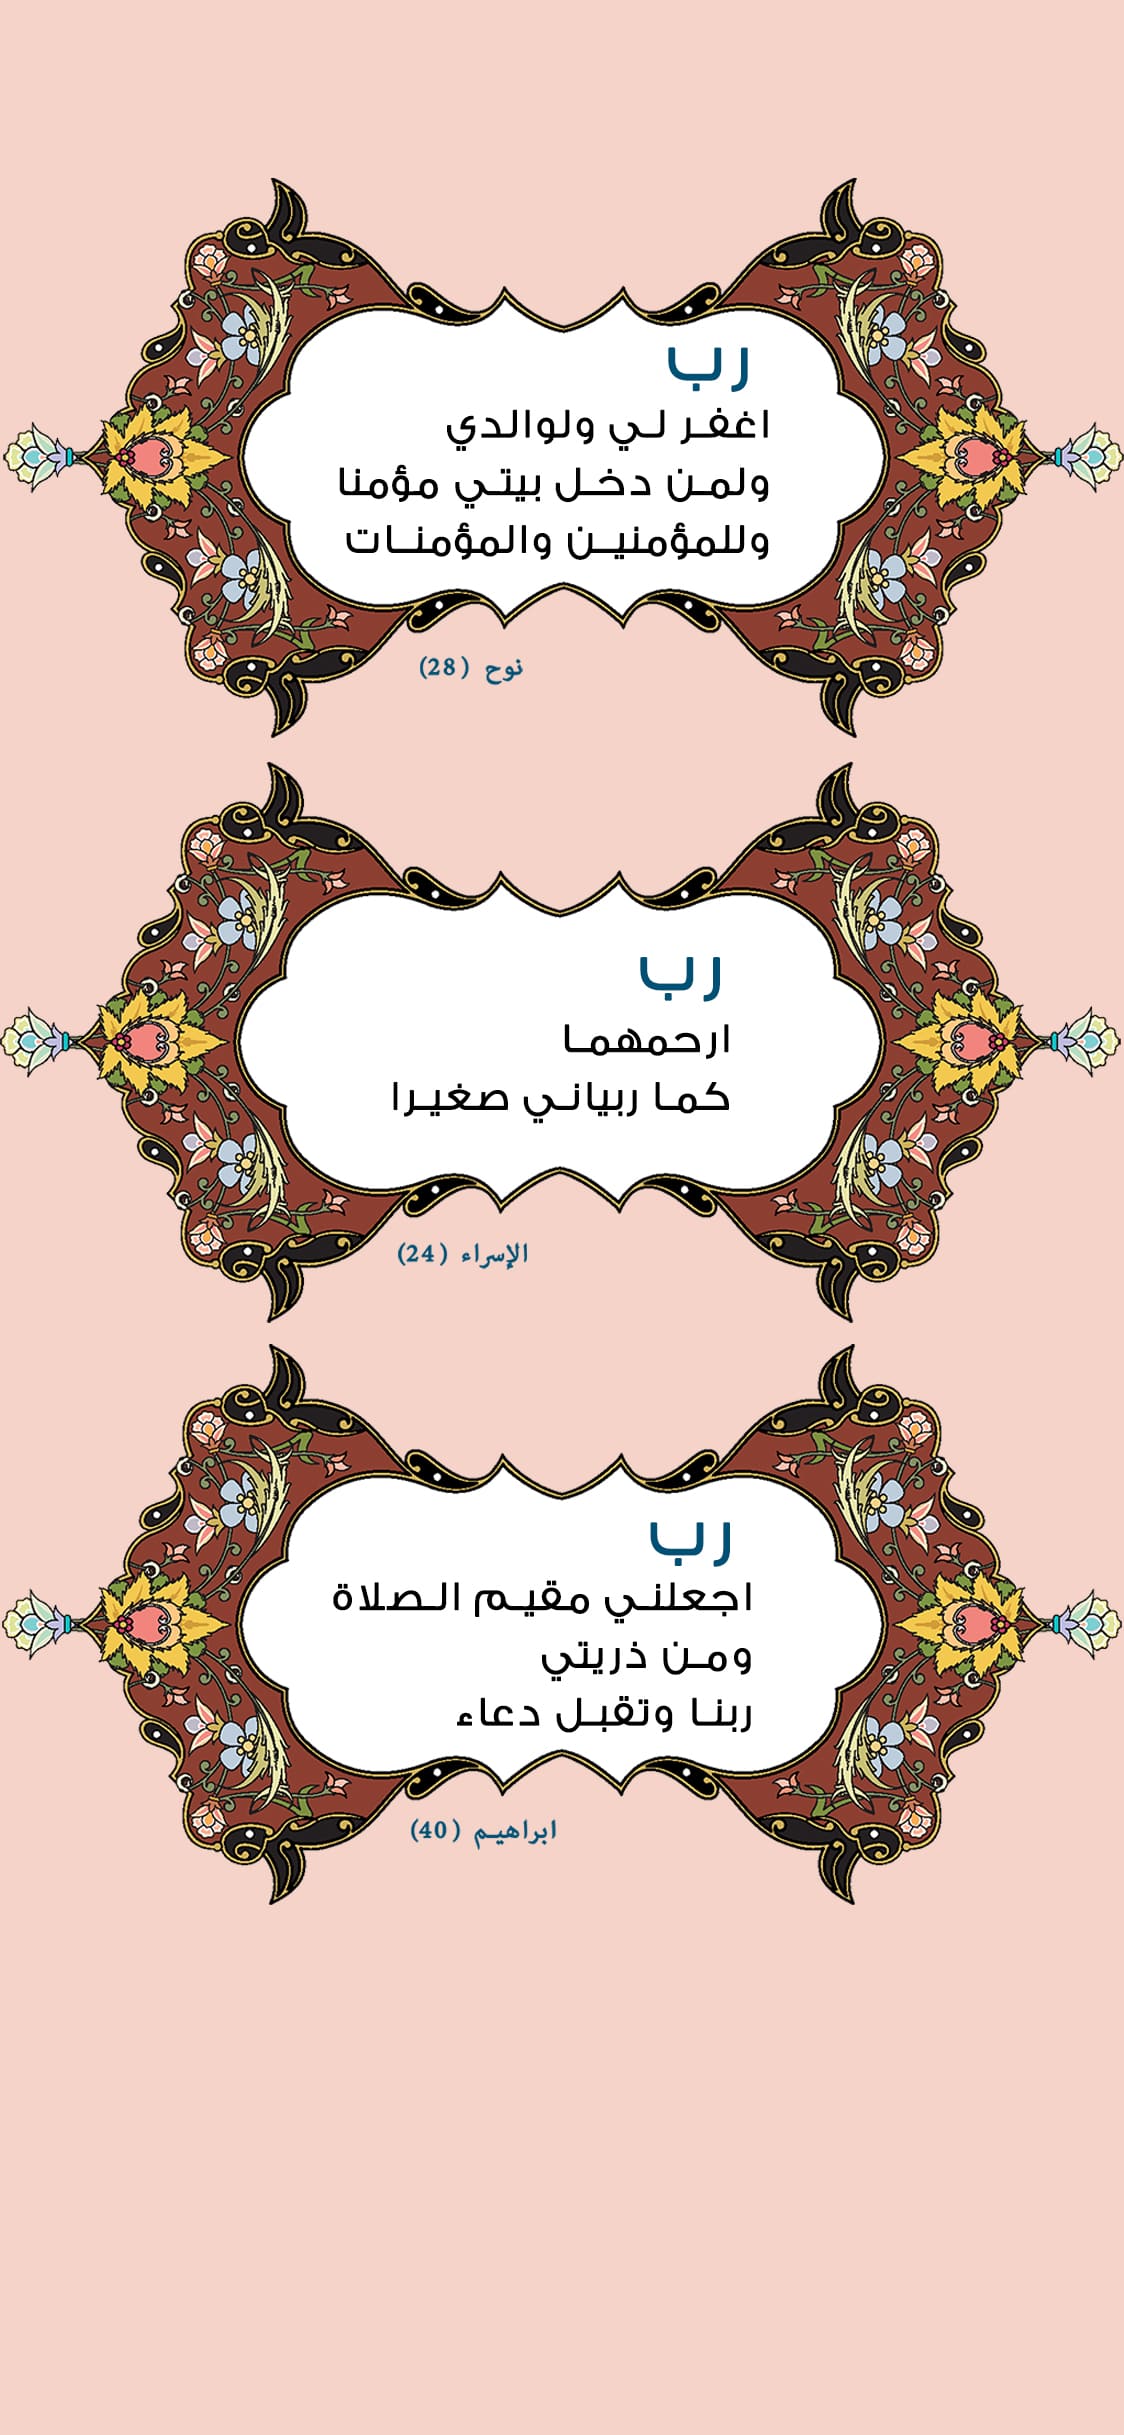 رب
اغفر لي ولوالدي
ولمن دخل بيتي مؤمنا
وللمؤمنين والمؤمنات
نوح (28)
رب
ارحمهما
كما ربياني صغيرا
الإسراء (24)
رب
اجعلني مقيم الصلاة
ومن ذريتي
ربنا وتقبل دعاء
ابراهيم (40)